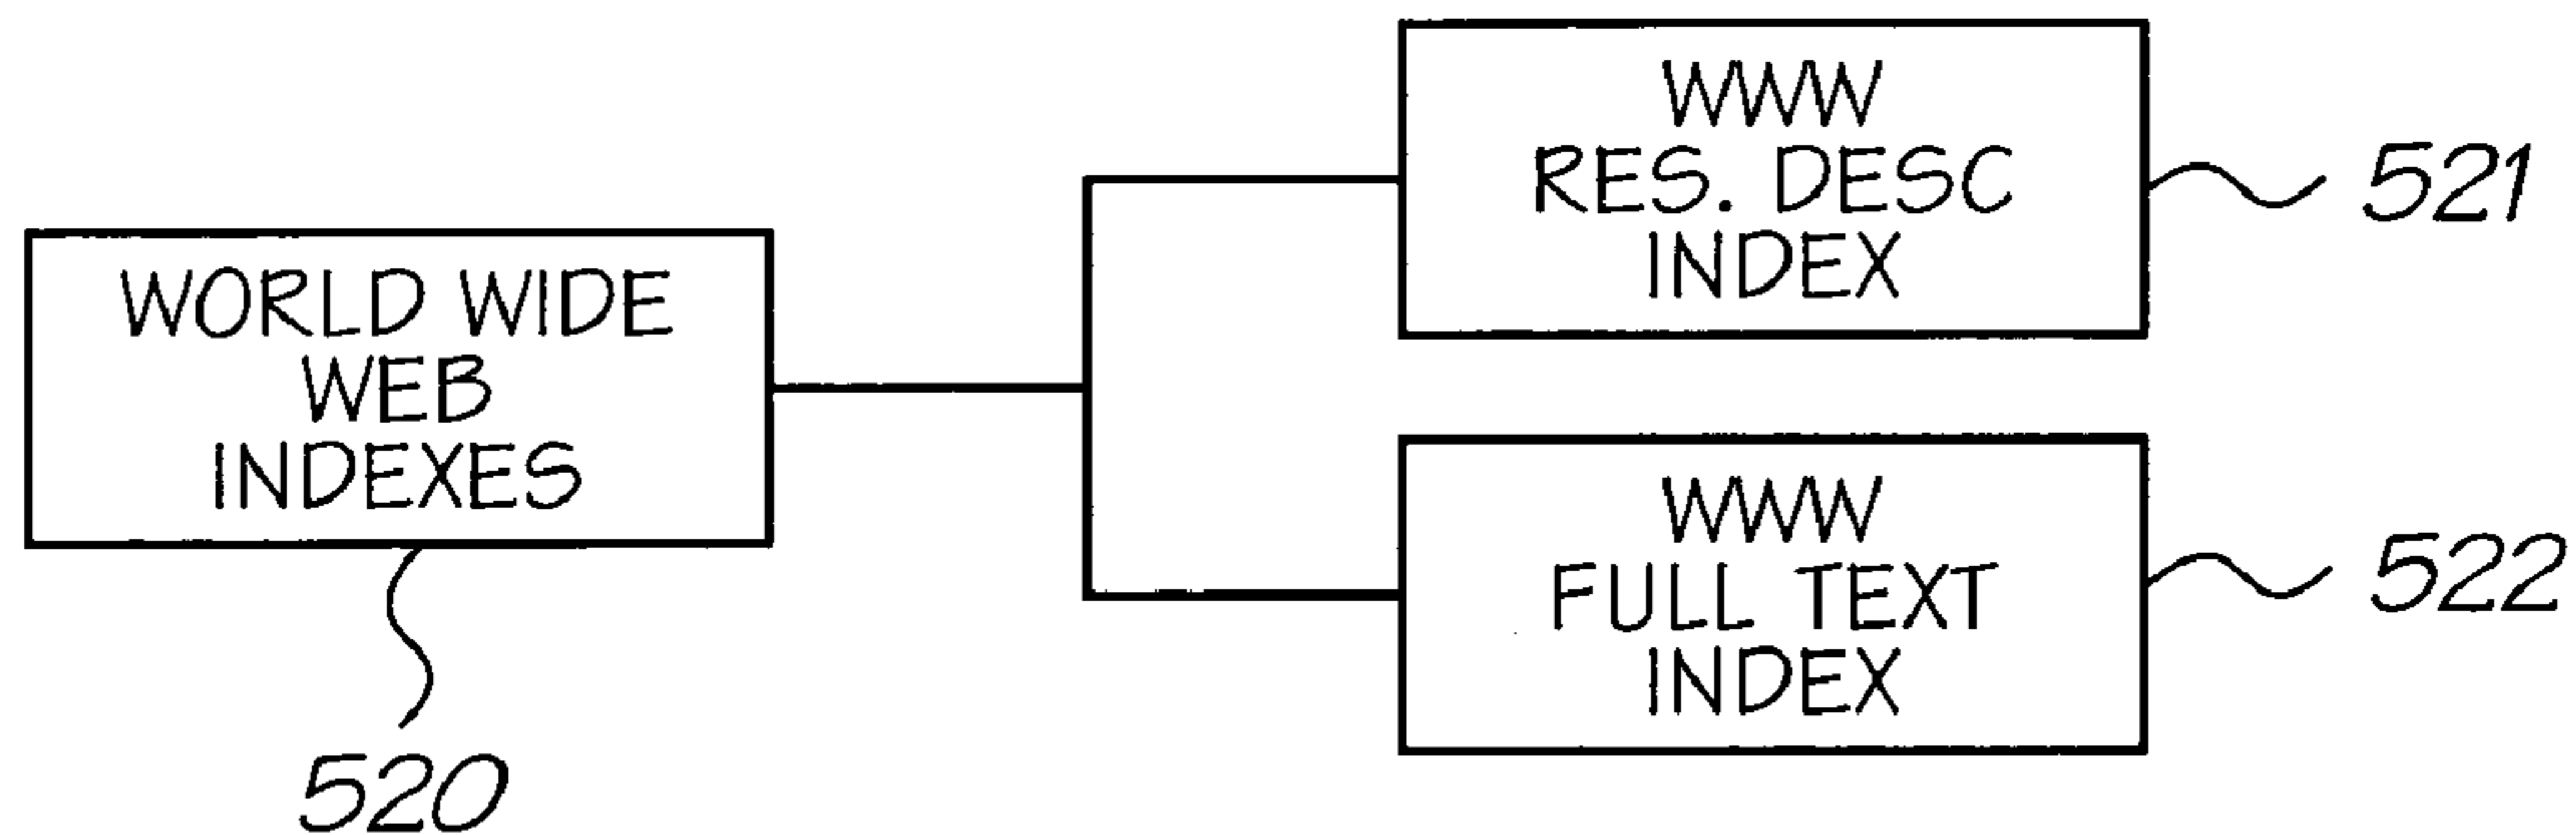 WORLD WIDE
WEB
INDEXES
520
WWW
RES. DESC
INDEX
521
WWW
FULL TEXT
INDEX
522